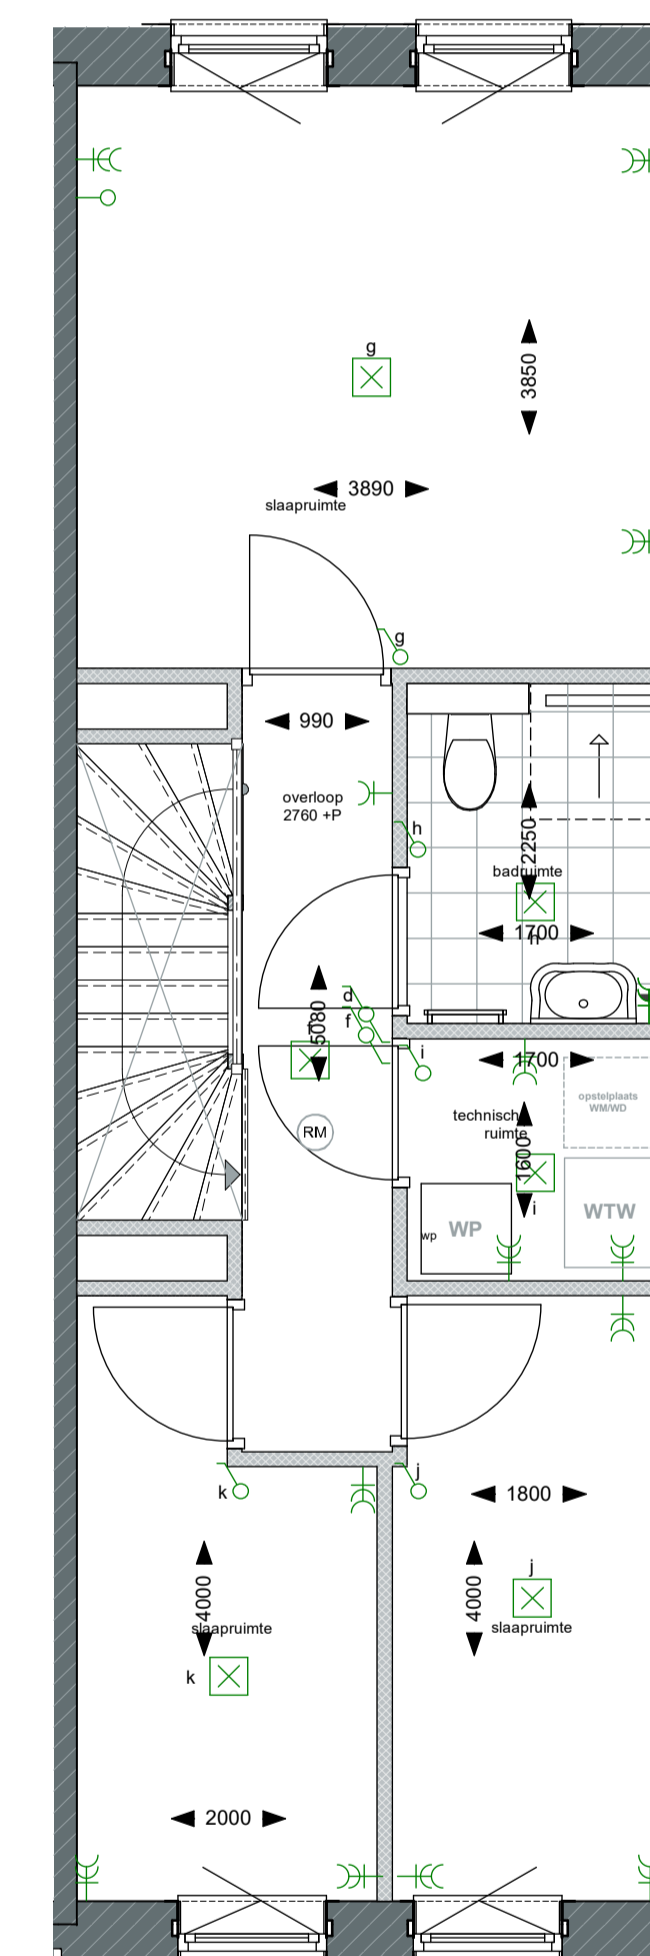 g
3850
3890
slaapruimte
g
990
overloop
2760 +P
h
2250
badruimte
1700
h
d
f
5080
i
1700
opstelplaats
WM/WD
technisch
ruimte
1600
RM
i
WTW
wp
WP
k
j
1800
4000
4000
j
slaapruimte
slaapruimte
k
2000